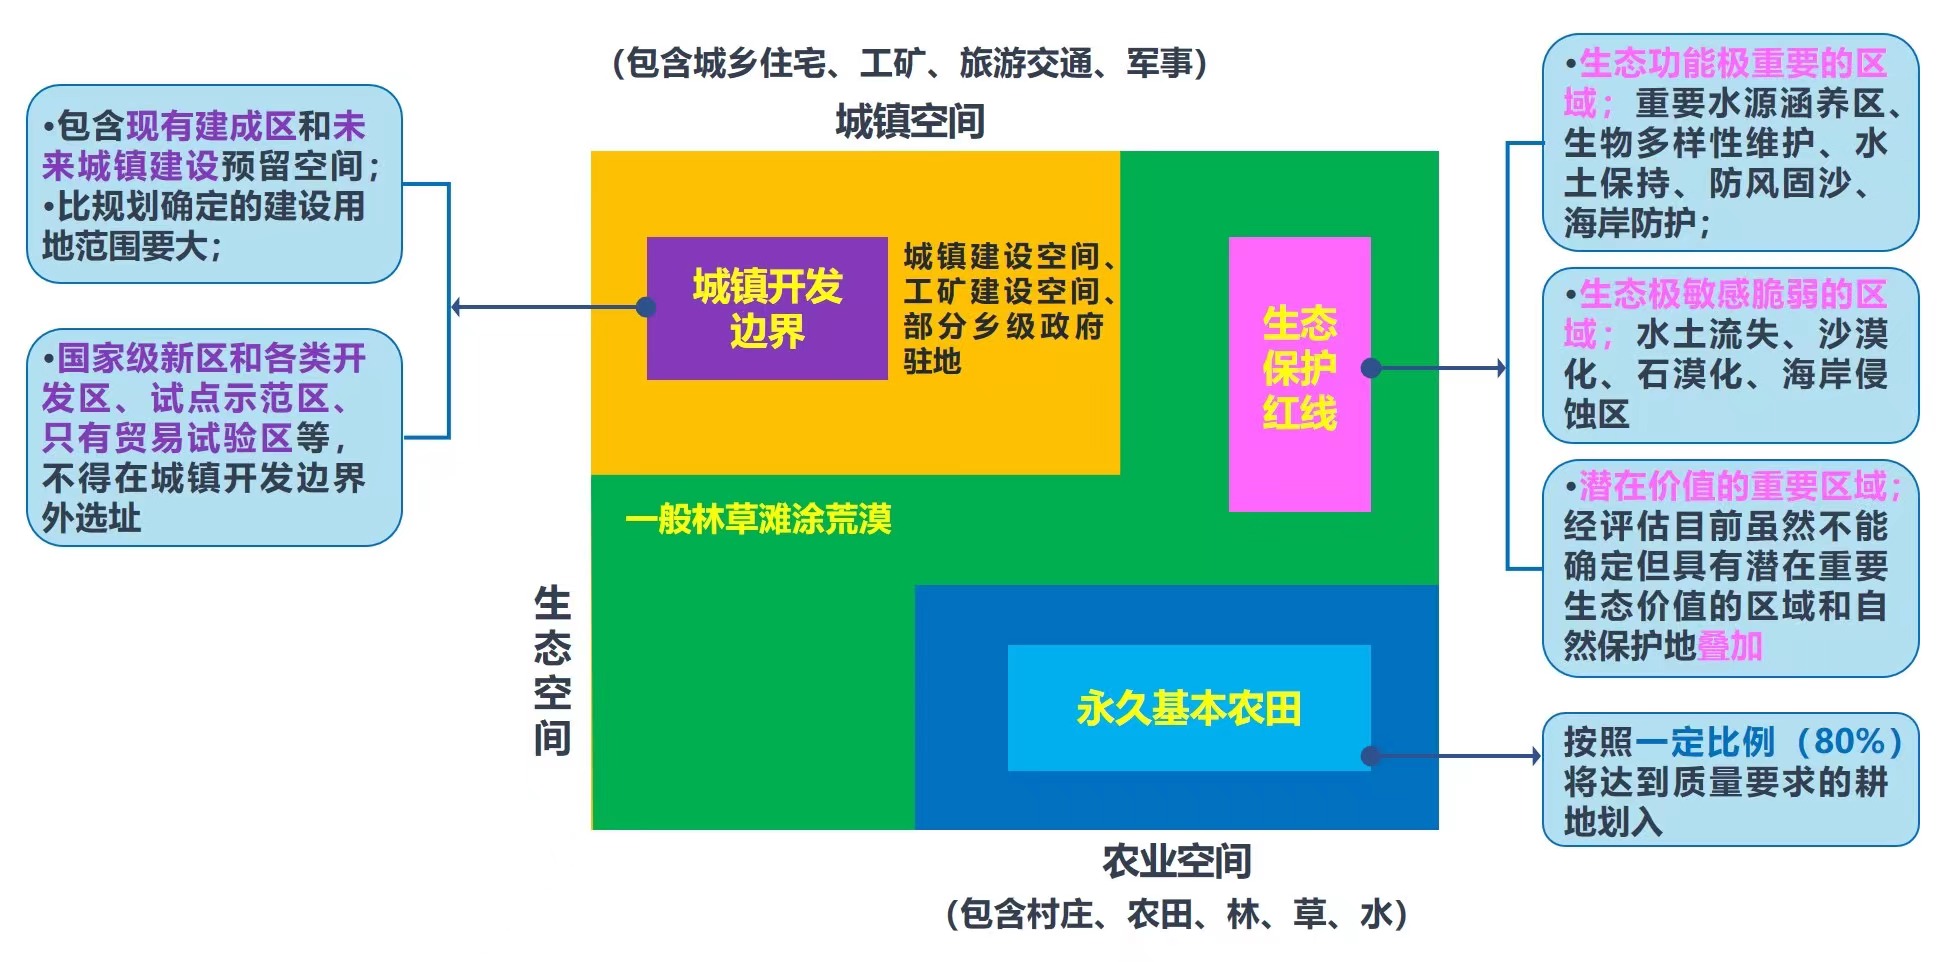 （包含城乡住宅、工矿、旅游交通、军事）
城镇空间
•包含现有建成区和未
来城镇建设预留空间；
•比规划确定的建设用
地范围要大；
•国家级新区和各类开
发区、试点示范区、
只有贸易试验区等，
不得在城镇开发边界
外选址
城镇开发
边界
城镇建设空间、
工矿建设空间、
部分乡级政府
驻地
一般林草滩涂荒漠
生态
保护
红线
生
态
空
间
永久基本农田
农业空间
（包含村庄、农田、林、草、水）
•生态功能极重要的区
域；重要水源涵养区、
生物多样性维护、水
土保持、防风固沙、
海岸防护；
•生态极敏感脆弱的区
域；水土流失、沙漠
化、石漠化、海岸侵
蚀区
•潜在价值的重要区域；
经评估目前虽然不能
确定但具有潜在重要
生态价值的区域和自
然保护地叠加
按照一定比例（80%）
将达到质量要求的耕
地划入